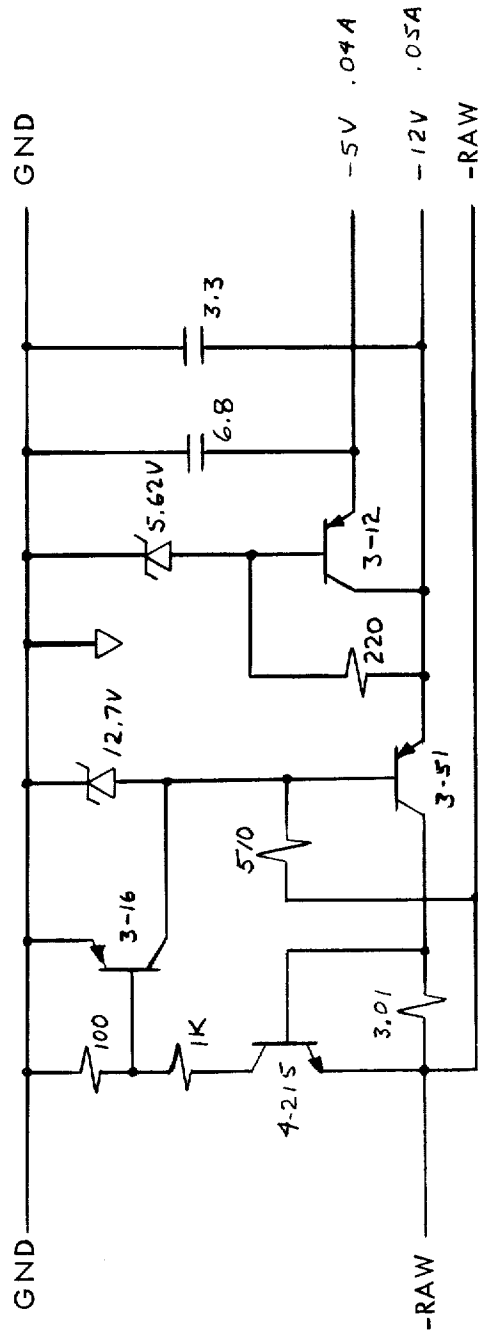 GND
GND
100
3-16
12.7V
5.62V
6.8
3.3
1K
4-215
510
3-12
220
-5V .04A
3.01
3-51
-12V .05A
-RAW
-RAW